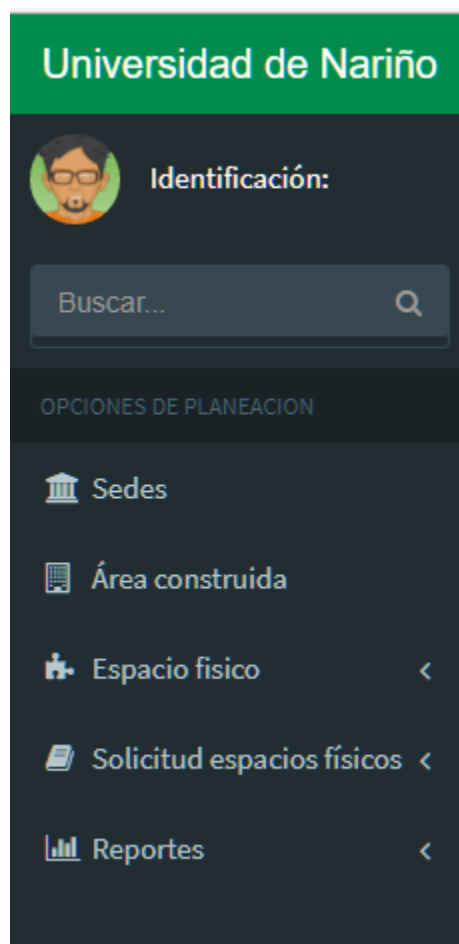 Universidad de Nariño
Identificación:
Buscar...
OPCIONES DE PLANEACION
Sedes
Área construida
Espacio fisico
Solicitud espacios físicos
Reportes